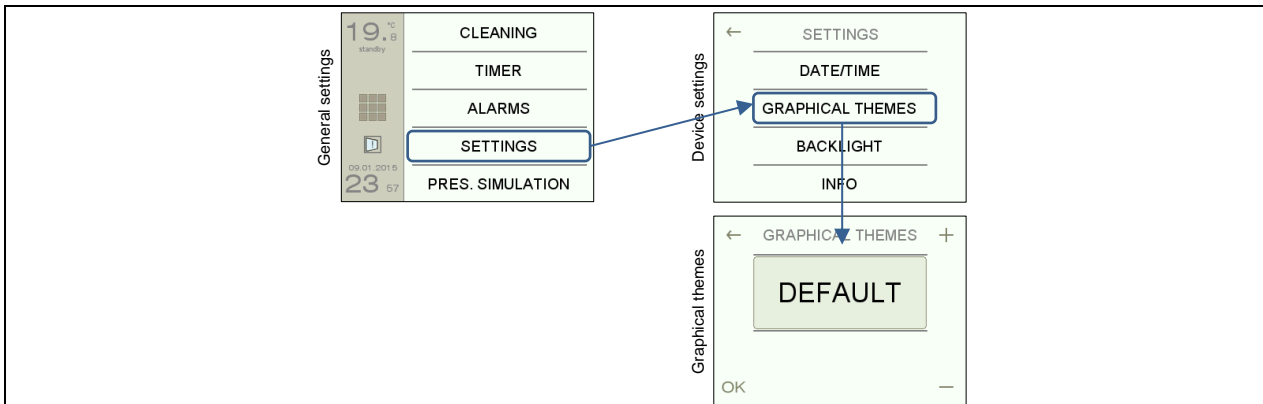 General settings
19.8 °C
standby
09.01.2015
23 57
CLEANING
TIMER
ALARMS
SETTINGS
PRES. SIMULATION
Device settings
← SETTINGS
DATE/TIME
GRAPHICAL THEMES
BACKLIGHT
INFO
Graphical themes
← GRAPHICAL THEMES +
DEFAULT
OK −